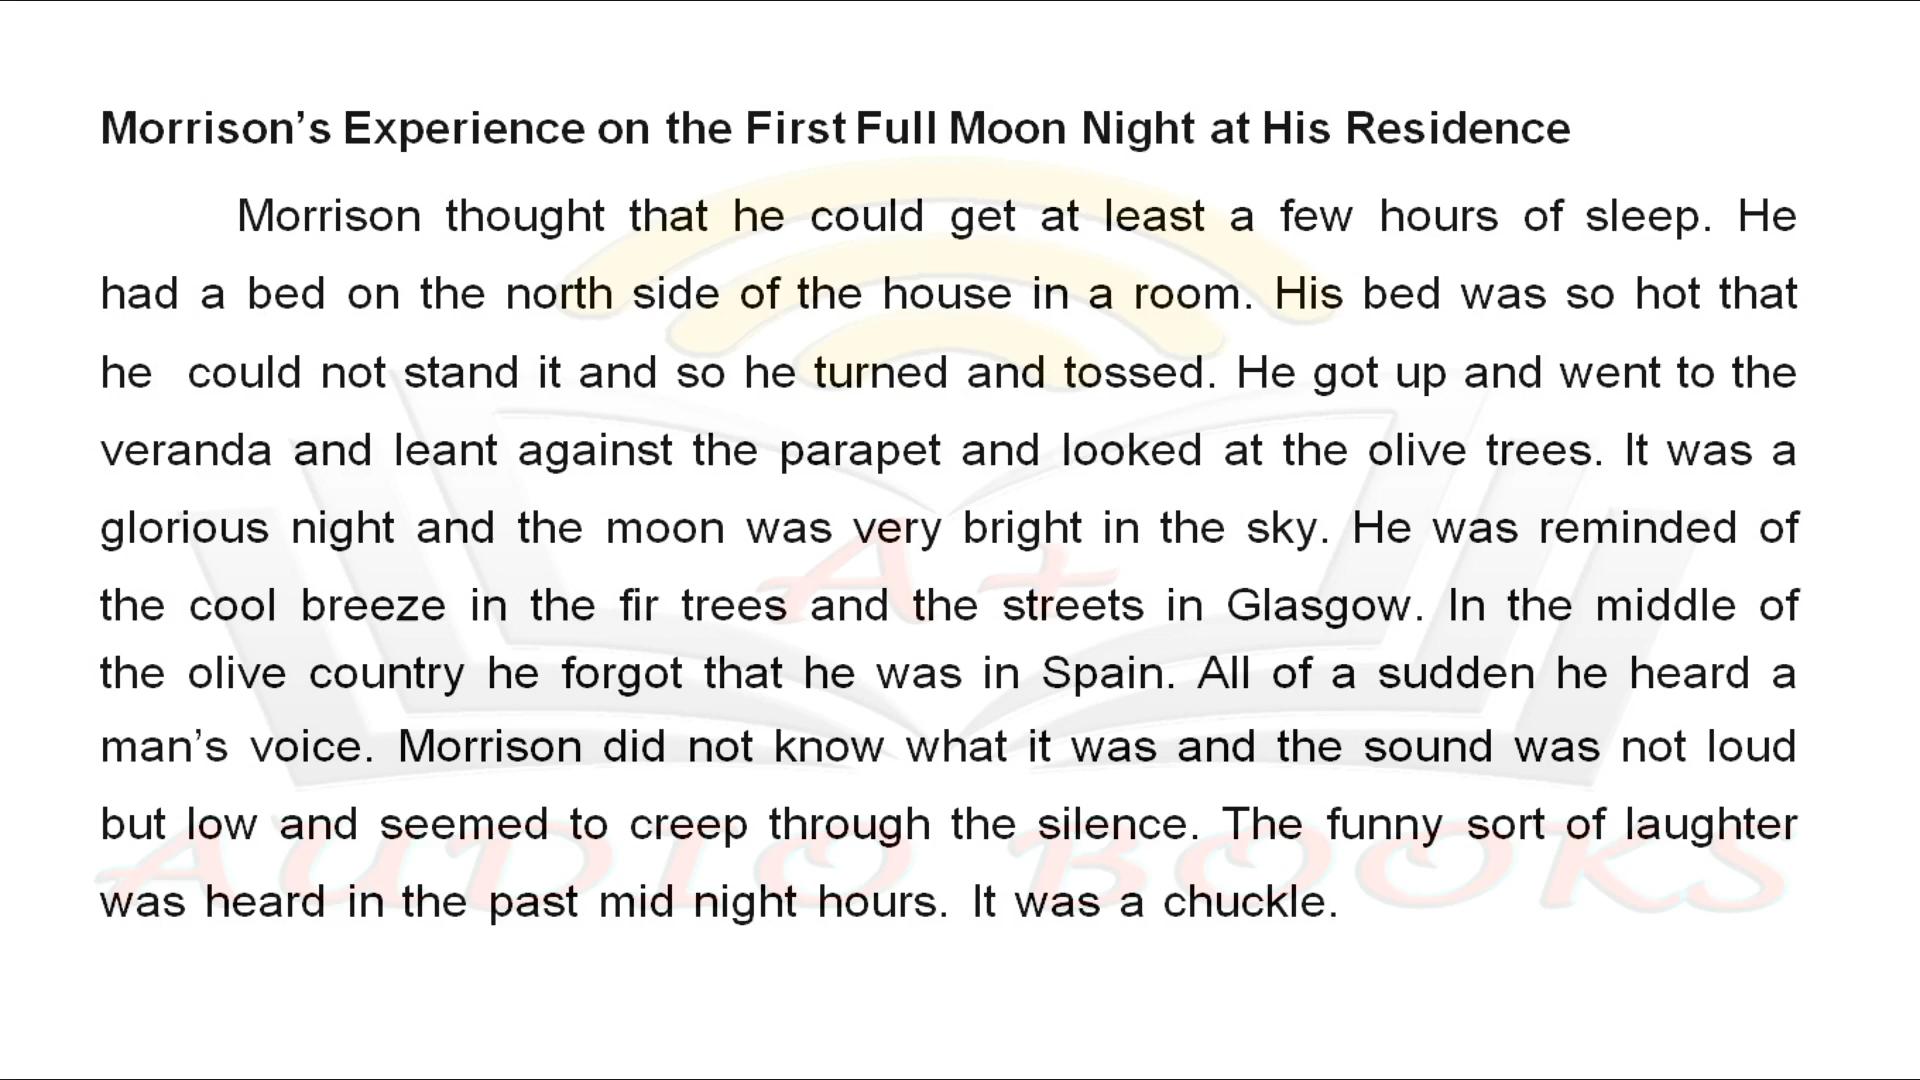 Morrison’s Experience on the First Full Moon Night at His Residence
Morrison thought that he could get at least a few hours of sleep. He
had a bed on the north side of the house in a room. His bed was so hot that
he could not stand it and so he turned and tossed. He got up and went to the
veranda and leant against the parapet and looked at the olive trees. It was a
glorious night and the moon was very bright in the sky. He was reminded of
the cool breeze in the fir trees and the streets in Glasgow. In the middle of
the olive country he forgot that he was in Spain. All of a sudden he heard a
man’s voice. Morrison did not know what it was and the sound was not loud
but low and seemed to creep through the silence. The funny sort of laughter
was heard in the past mid night hours. It was a chuckle.
A+
AUDIO BOOKS